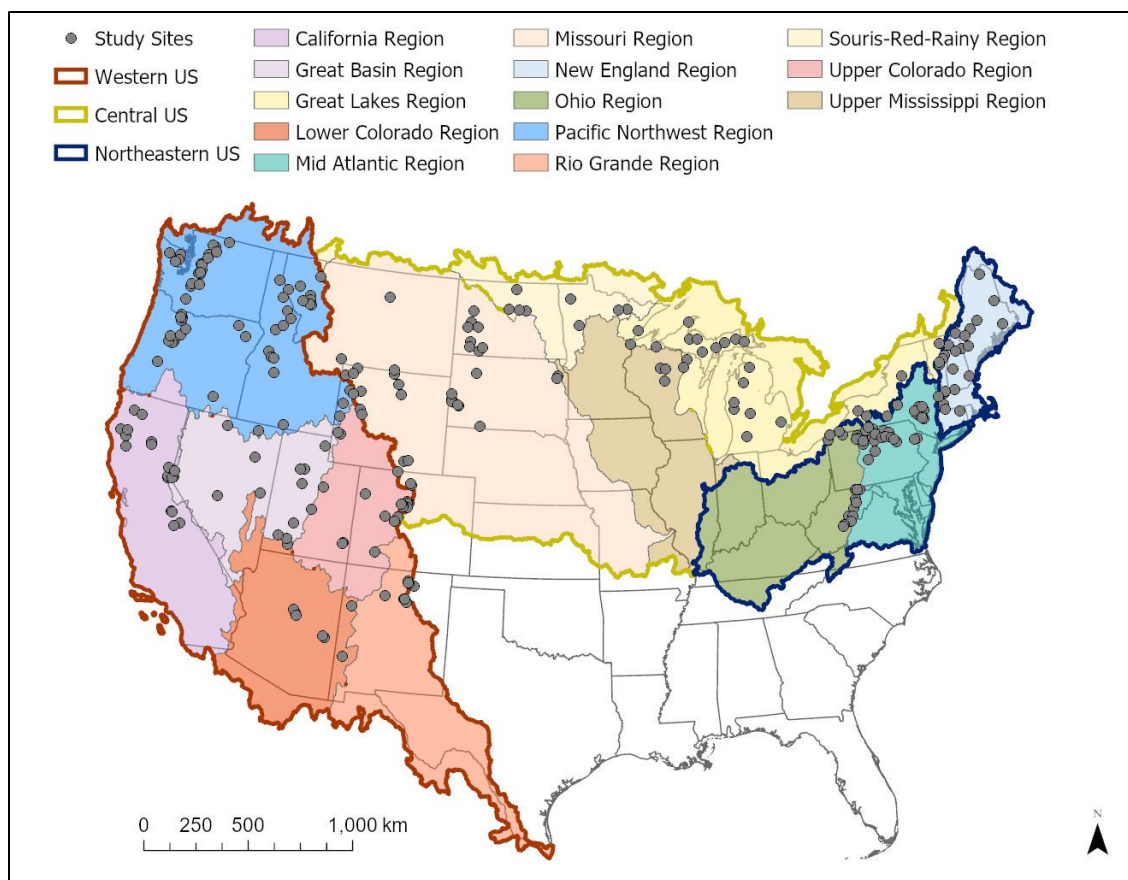 Study Sites
Western US
Central US
Northeastern US
California Region
Great Basin Region
Great Lakes Region
Lower Colorado Region
Mid Atlantic Region
Missouri Region
New England Region
Ohio Region
Pacific Northwest Region
Rio Grande Region
Souris-Red-Rainy Region
Upper Colorado Region
Upper Mississippi Region
0 250 500 1,000 km
N